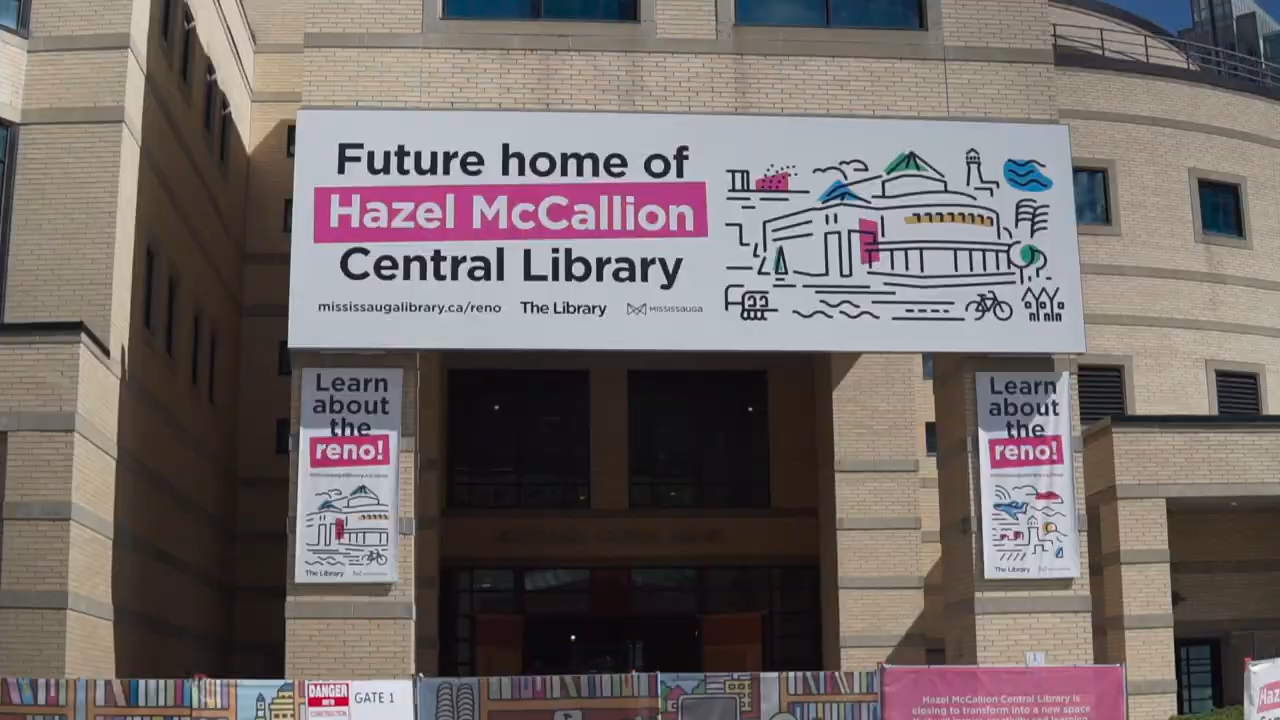 Future home of
Hazel McCallion
Central Library
mississaugalibrary.ca/reno The Library MISSISSAUGA
Learn
about
the
reno!
The Library
Learn
about
the
reno!
The Library
DANGER
CONSTRUCTION
GATE 1
Hazel McCallion Central Library is
closing to transform into a new space